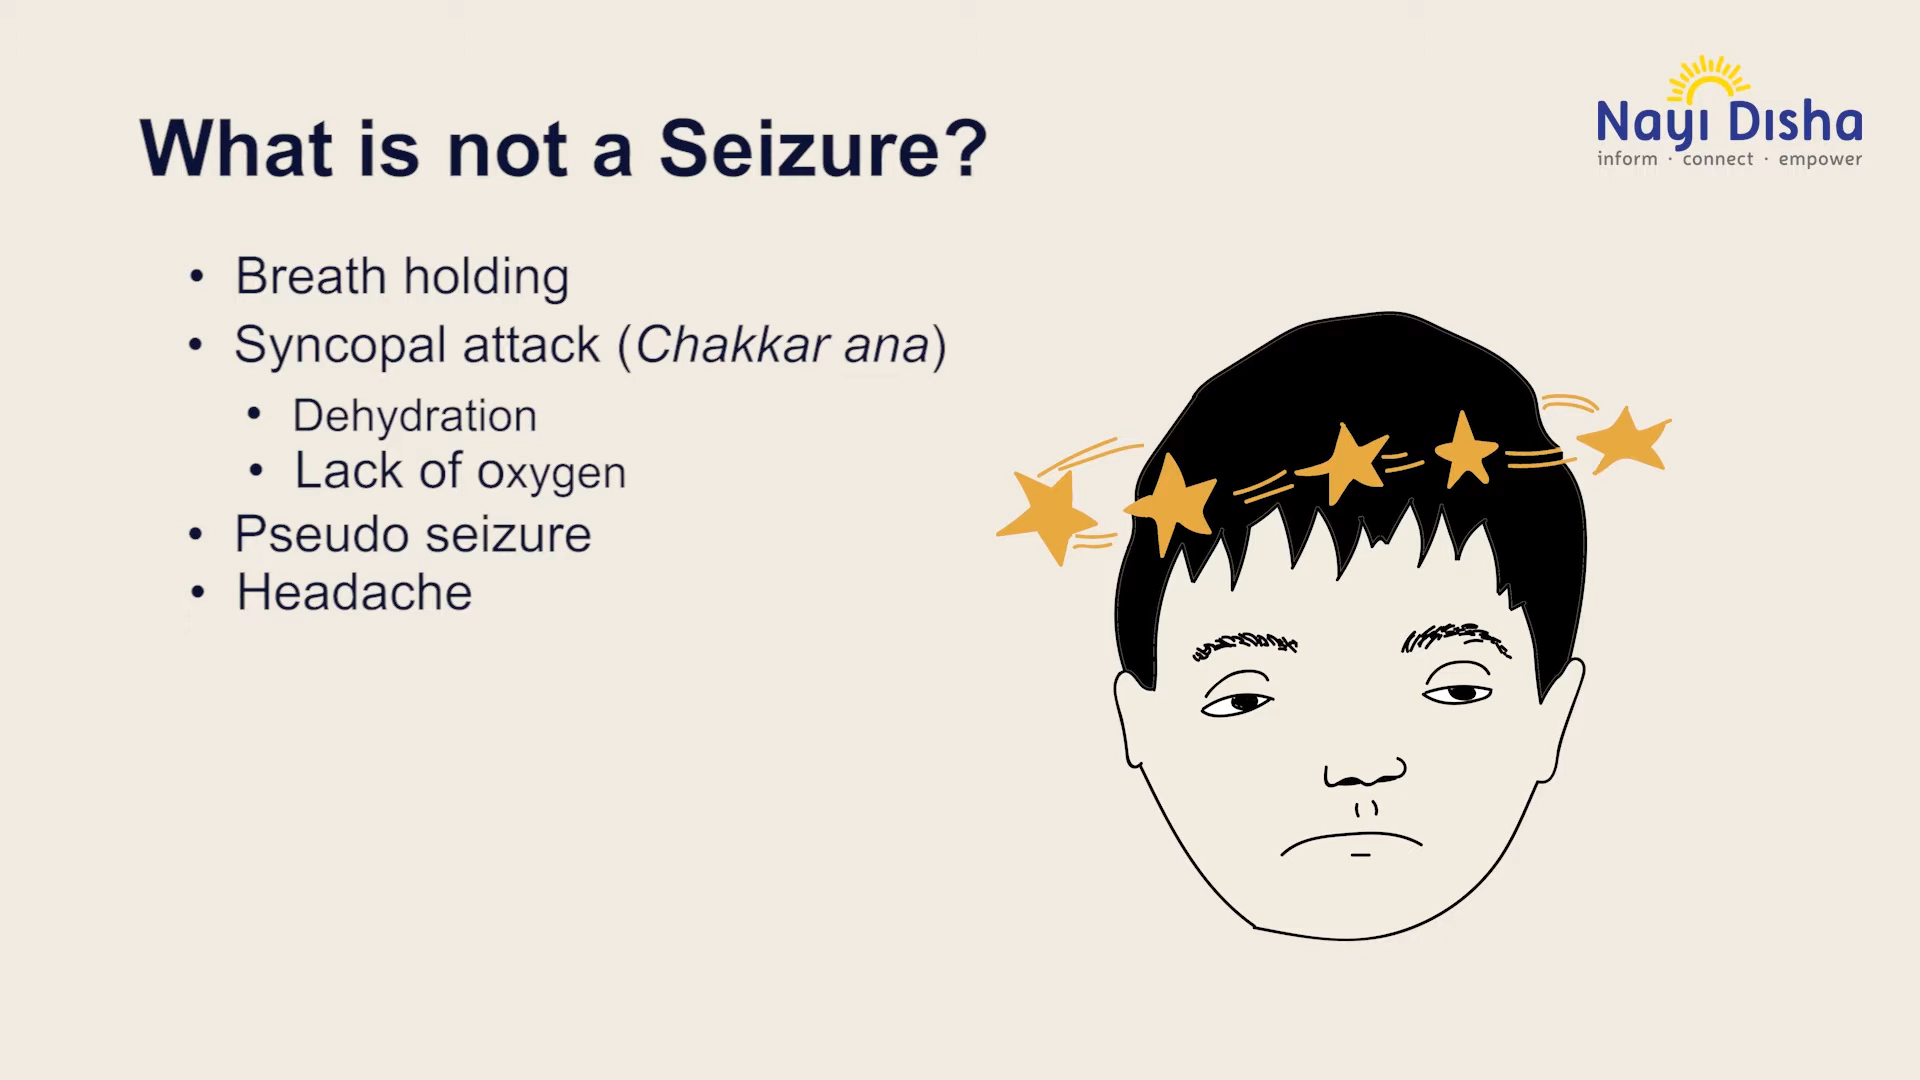 What is not a Seizure?
Nayi Disha
inform · connect · empower
• Breath holding
• Syncopal attack (Chakkar ana)
• Dehydration
• Lack of oxygen
• Pseudo seizure
• Headache